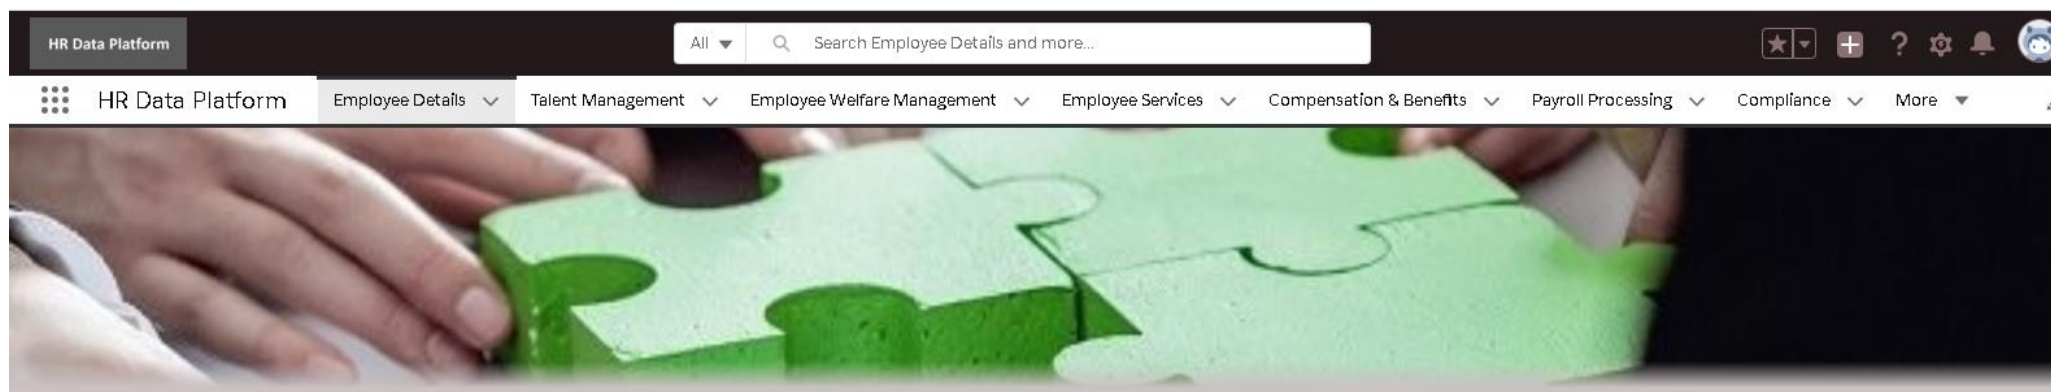 HR Data Platform
All
Search Employee Details and more...
HR Data Platform
Employee Details
Talent Management
Employee Welfare Management
Employee Services
Compensation & Benefits
Payroll Processing
Compliance
More